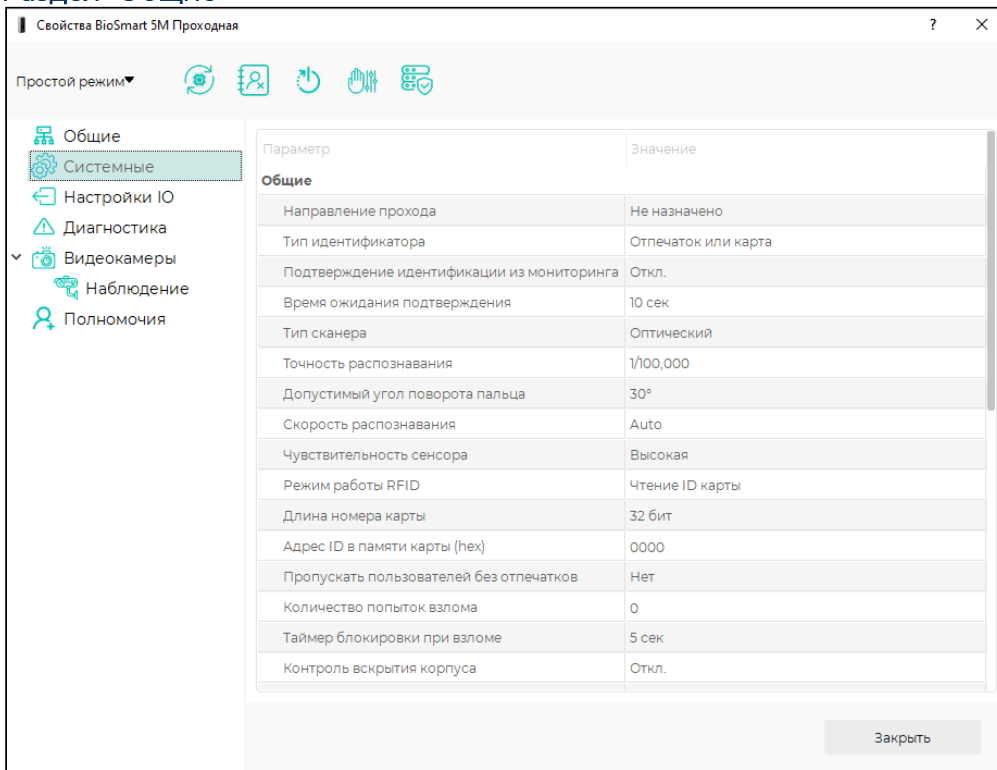 Раздел "Общие"
Свойства BioSmart 5M Проходная
?
Простой режим
Общие
Системные
Настройки IO
Диагностика
Видеокамеры
Наблюдение
Полномочия
Параметр Значение
Общие
Направление прохода Не назначено
Тип идентификатора Отпечаток или карта
Подтверждение идентификации из мониторинга Откл.
Время ожидания подтверждения 10 сек
Тип сканера Оптический
Точность распознавания 1/100,000
Допустимый угол поворота пальца 30°
Скорость распознавания Auto
Чувствительность сенсора Высокая
Режим работы RFID Чтение ID карты
Длина номера карты 32 бит
Адрес ID в памяти карты (hex) 0000
Пропускать пользователей без отпечатков Нет
Количество попыток взлома 0
Таймер блокировки при взломе 5 сек
Контроль вскрытия корпуса Откл.
Закрыть